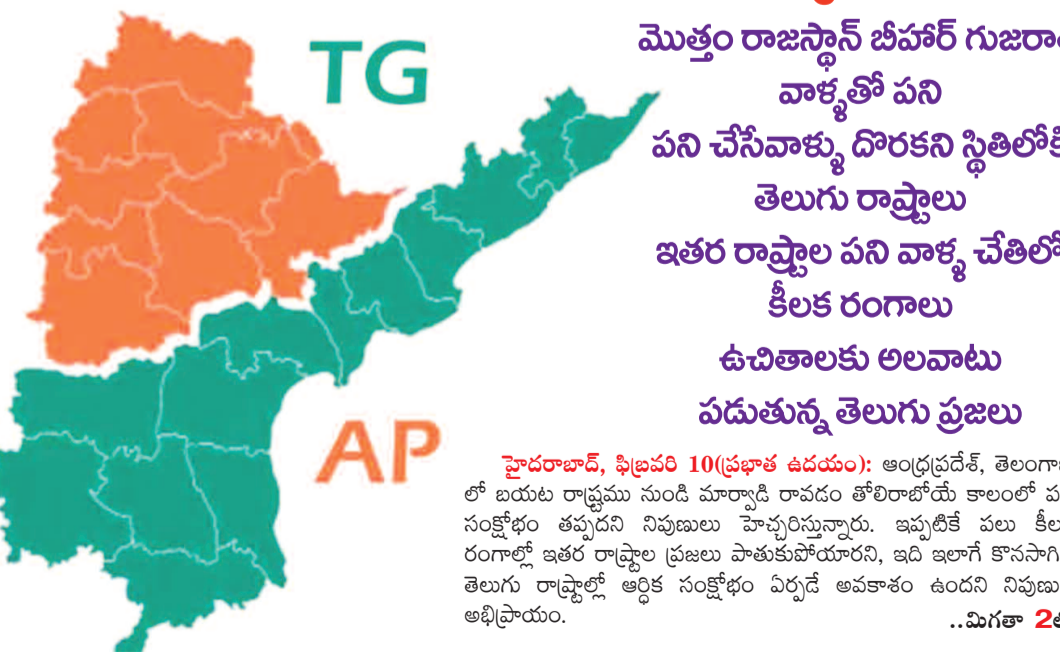 TG
AP
మొత్తం రాజస్థాన్ బీహార్
వాళ్ళతో పని
పని చేసేవాళ్ళు దొరకని
తెలుగు రాష్ట్రాలు
ఇతర రాష్ట్రాల పని వాళ్ళ చేతిలో
కీలక రంగాలు
ఉచితాలకు అలవాటు
పడుతున్న తెలుగు ప్రజలు
హైదరాబాద్, ఫిబ్రవరి 10(ప్రభాత ఉదయం): ఆంధ్రప్రదేశ్,
లో బయట రాష్ట్రము నుండి మార్వాడి రావడం తోలిరాబోయే కాలంలో
సంక్షోభం తప్పదని నిపుణులు హెచ్చరిస్తున్నారు. ఇప్పటికే పలు
రంగాల్లో ఇతర రాష్ట్రాల ప్రజలు పాతుకుపోయారని, ఇది ఇలాగే
తెలుగు రాష్ట్రాల్లో ఆర్థిక సంక్షోభం ఏర్పడే అవకాశం ఉందని
అభిప్రాయం.
..మిగతా 2